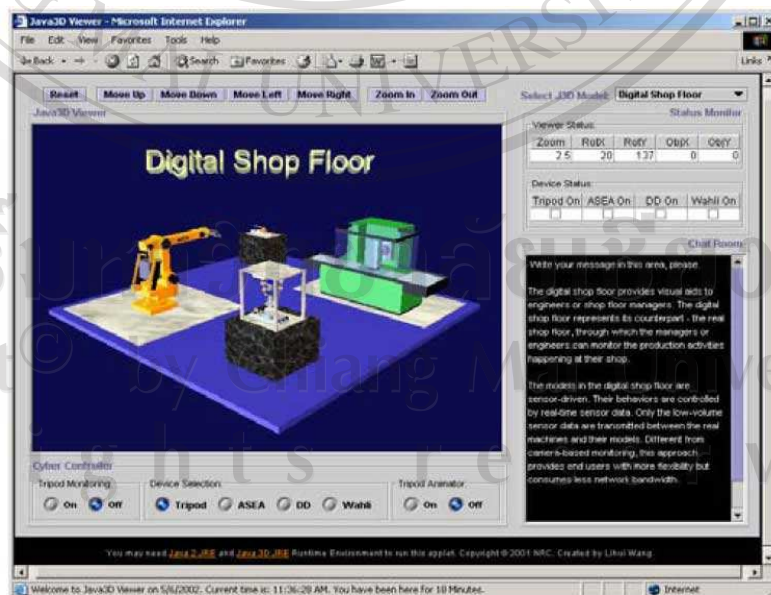 Java3D Viewer - Microsoft Internet Explorer
File Edit View Favorites Tools Help
Back Search Favorites Links
Reset Move Up Move Down Move Left Move Right Zoom In Zoom Out Select J3D Model: Digital Shop Floor
Java3D Viewer
Status Monitor
Viewer Status:
Zoom RotX RotY ObjX ObjY
2.5 20 137 0 0
Device Status:
Tripod On ASEA On DD On Wahli On
Digital Shop Floor
Chat Room
Write your message in this area, please.
The digital shop floor provides visual aids to
engineers or shop floor managers. The digital
shop floor represents its counterpart - the real
shop floor, through which the managers or
engineers can monitor the production activities
happening at their shop.
The models in the digital shop floor are
sensor-driven. Their behaviors are controlled
by real-time sensor data. Only the low-volume
sensor data are transmitted between the real
machines and their models. Different from
camera-based monitoring, this approach
provides end users with more flexibility but
consumes less network bandwidth.
Cyber Controller
Tripod Monitoring: Device Selection: Tripod Animator:
On Off Tripod ASEA DD Wahli On Off
You may need Java 2 JRE and Java 3D JRE Runtime Environment to run this applet. Copyright © 2001 NRC. Created by Lihui Wang.
Welcome to Java3D Viewer on 5/6/2002. Current time is: 11:36:28 AM. You have been here for 10 Minutes. Internet
© by Chiang Mai Univ
rights re